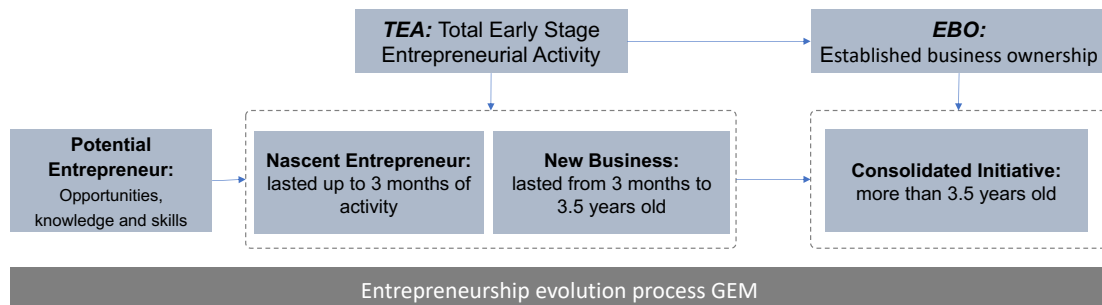 TEA: Total Early Stage
Entrepreneurial Activity
EBO:
Established business ownership
Potential
Entrepreneur:
Opportunities,
knowledge and skills
Nascent Entrepreneur:
lasted up to 3 months of
activity
New Business:
lasted from 3 months to
3.5 years old
Consolidated Initiative:
more than 3.5 years old
Entrepreneurship evolution process GEM